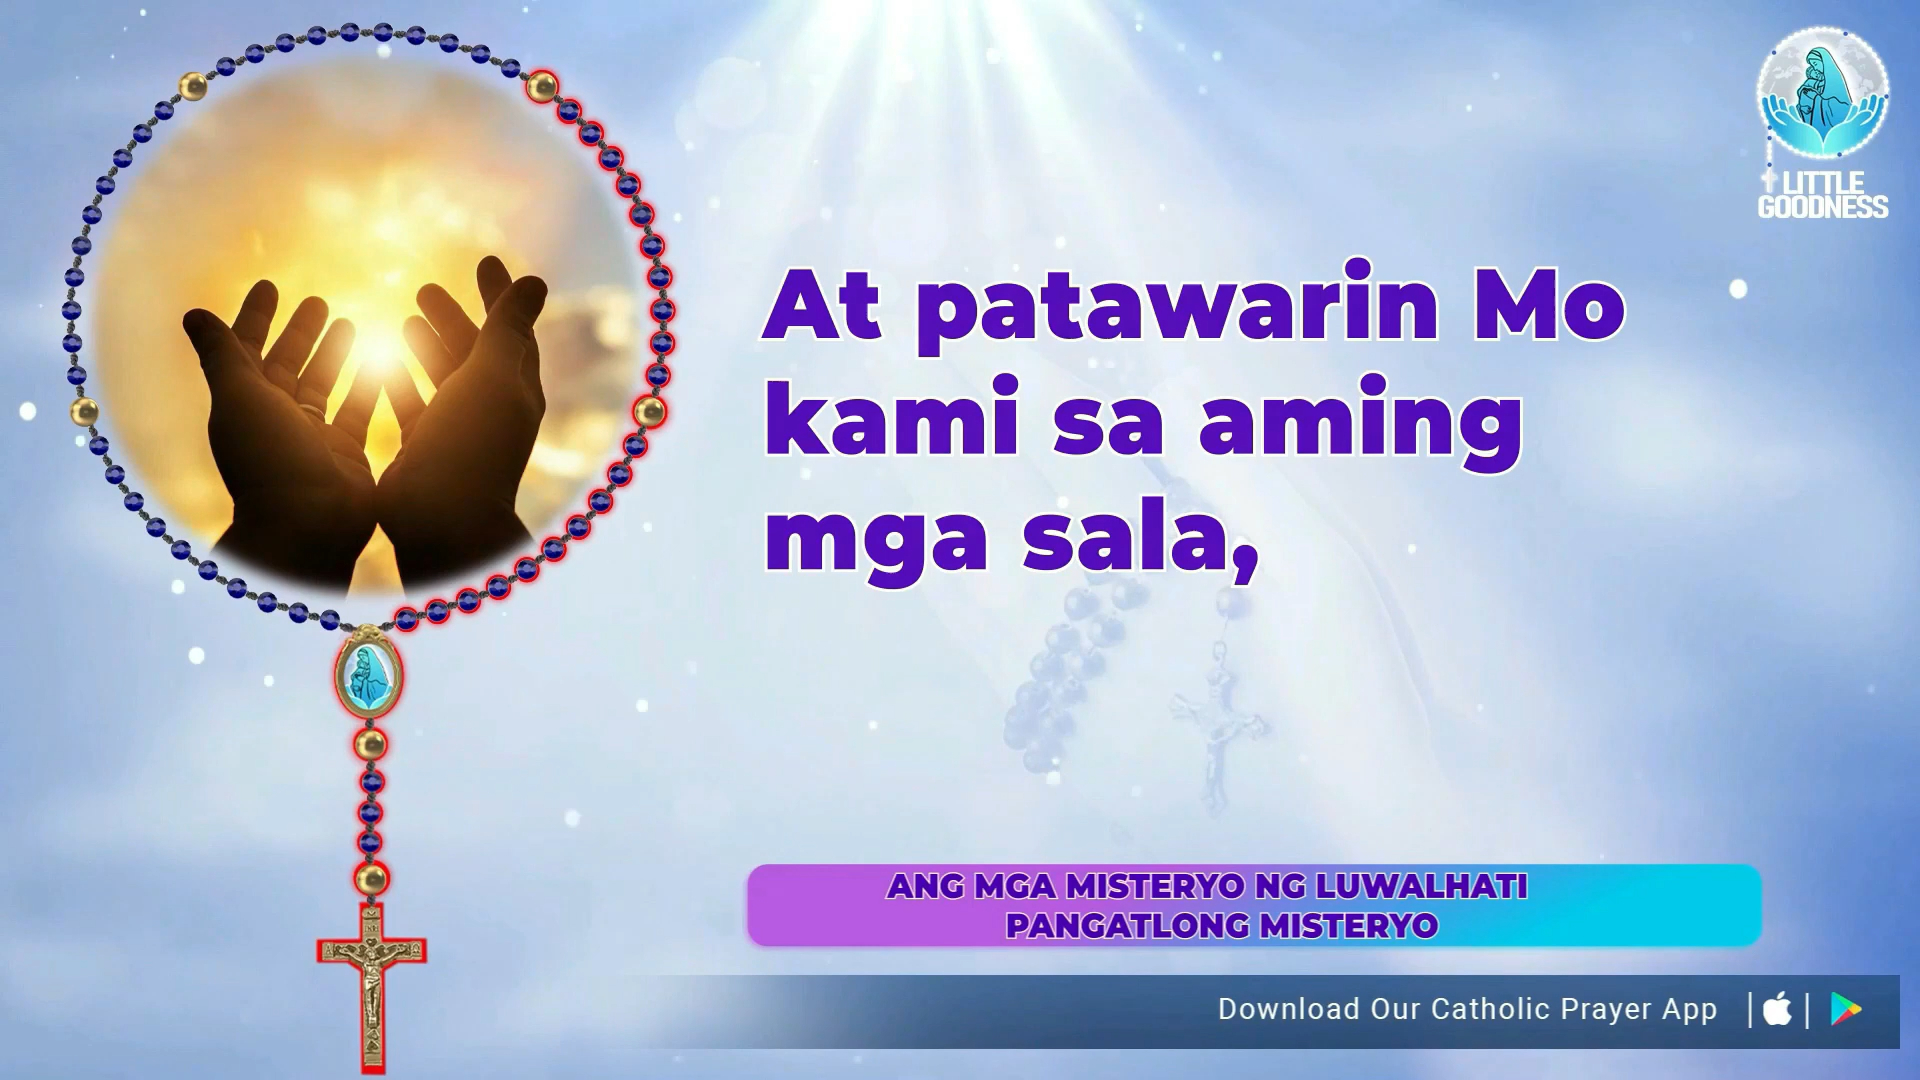 LITTLE
GOODNESS
At patawarin Mo
kami sa aming
mga sala,
ANG MGA MISTERYO NG LUWALHATI
PANGATLONG MISTERYO
Download Our Catholic Prayer App
INRI